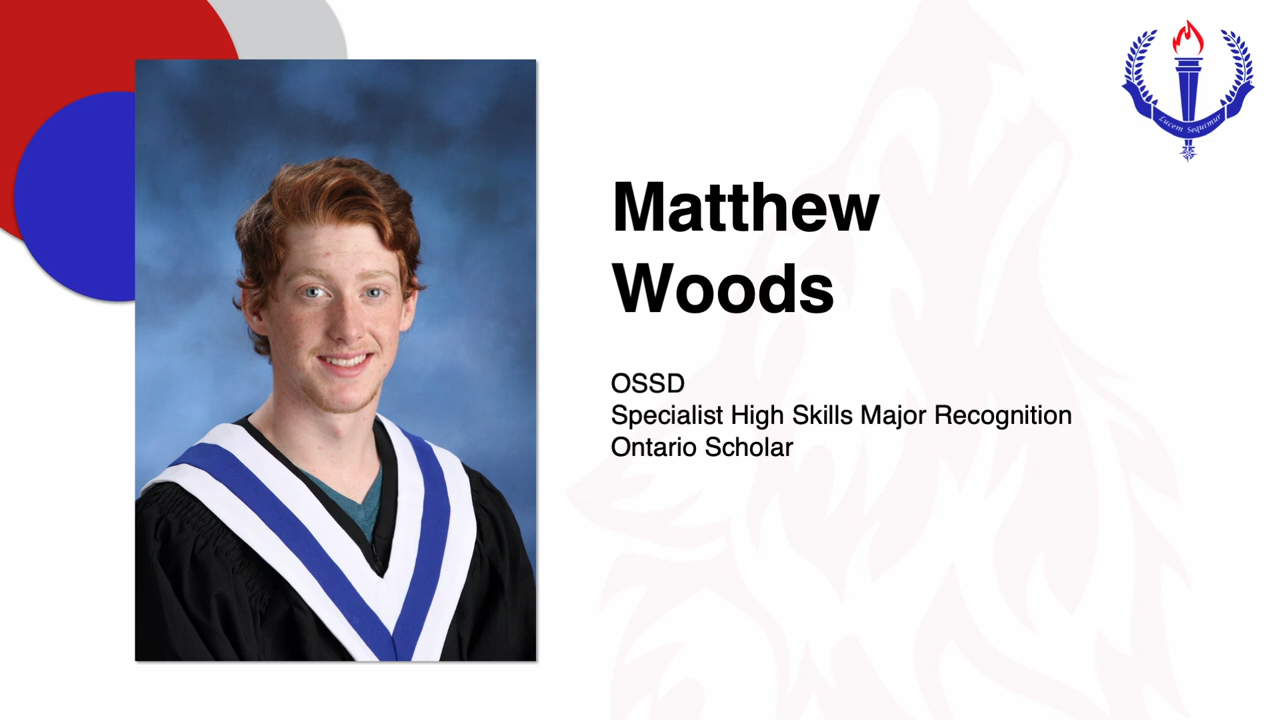 Matthew
Woods
OSSD
Specialist High Skills Major Recognition
Ontario Scholar
Lucem Sequimur